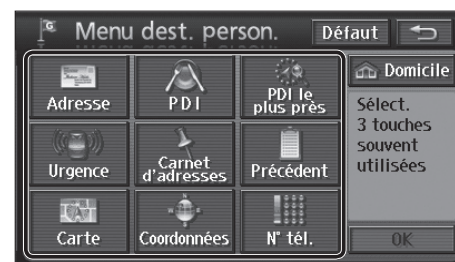 G
Menu dest. person.
Défaut
Adresse
PDI
PDI le
plus près
Domicile
Sélect.
3 touches
souvent
utilisées
Urgence
Carnet
d'adresses
Précédent
Carte
Coordonnées
N° tél.
OK